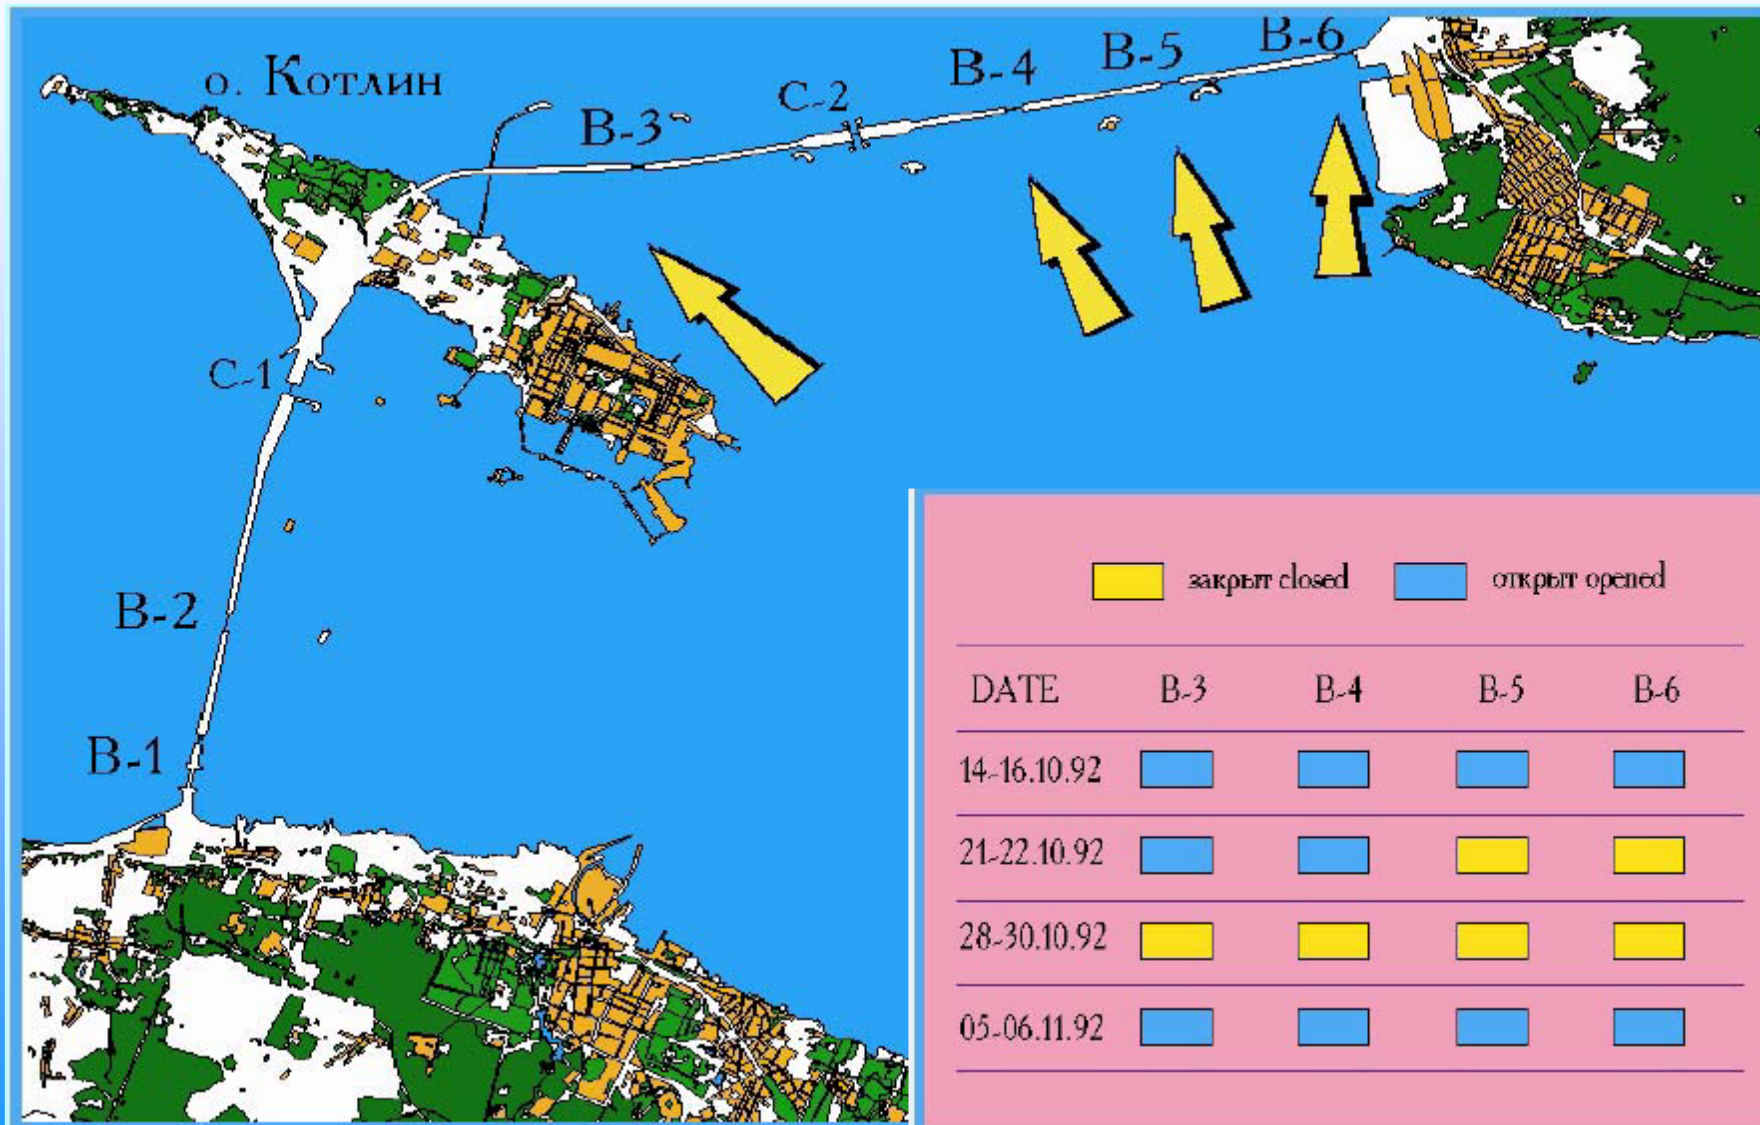 о. Котлин
В-3
С-2
В-4
В-5
В-6
С-1
В-2
В-1
закрыт closed
открыт opened
DATE В-3 В-4 В-5 В-6
14-16.10.92
21-22.10.92
28-30.10.92
05-06.11.92